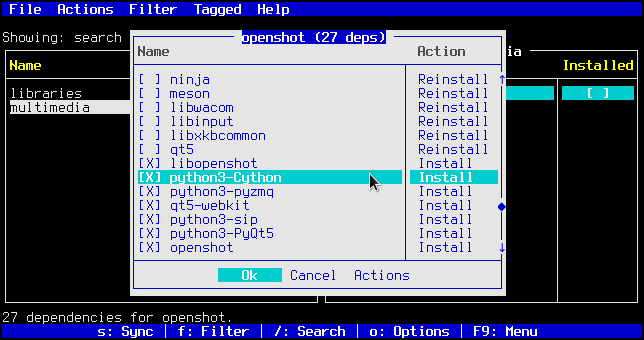 File Actions Filter Tagged Help
Showing: search
openshot (27 deps)
ia
Name Action
Name Installed
[ ] ninja Reinstall ↑
libraries [ ] meson Reinstall [ ]
multimedia [ ] libwacom Reinstall
[ ] libinput Reinstall
[ ] libxkbcommon Reinstall
[ ] qt5 Reinstall
[X] libopenshot Install
[X] python3-Cython Install
[X] python3-pyzmq Install
[X] qt5-webkit Install
[X] python3-sip Install
[X] python3-PyQt5 Install
[X] openshot Install ↓
Ok Cancel Actions
27 dependencies for openshot.
s: Sync | f: Filter | /: Search | o: Options | F9: Menu